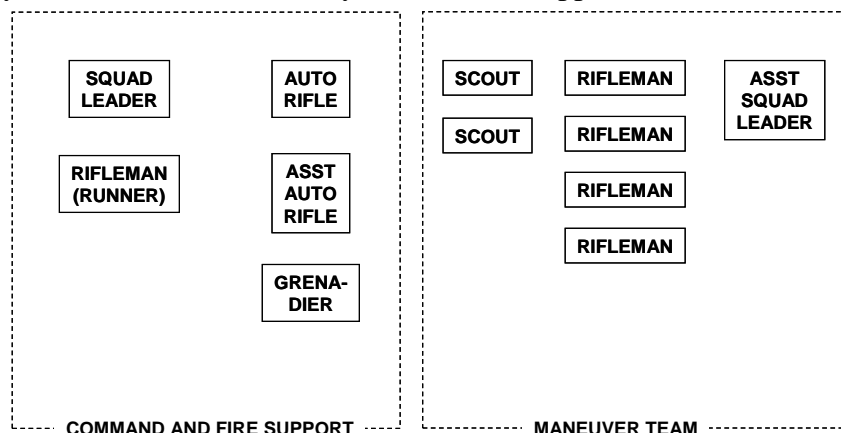 SQUAD
LEADER
AUTO
RIFLE
RIFLEMAN
(RUNNER)
ASST
AUTO
RIFLE
GRENA-
DIER
COMMAND AND FIRE SUPPORT
SCOUT
SCOUT
RIFLEMAN
RIFLEMAN
RIFLEMAN
RIFLEMAN
ASST
SQUAD
LEADER
MANEUVER TEAM